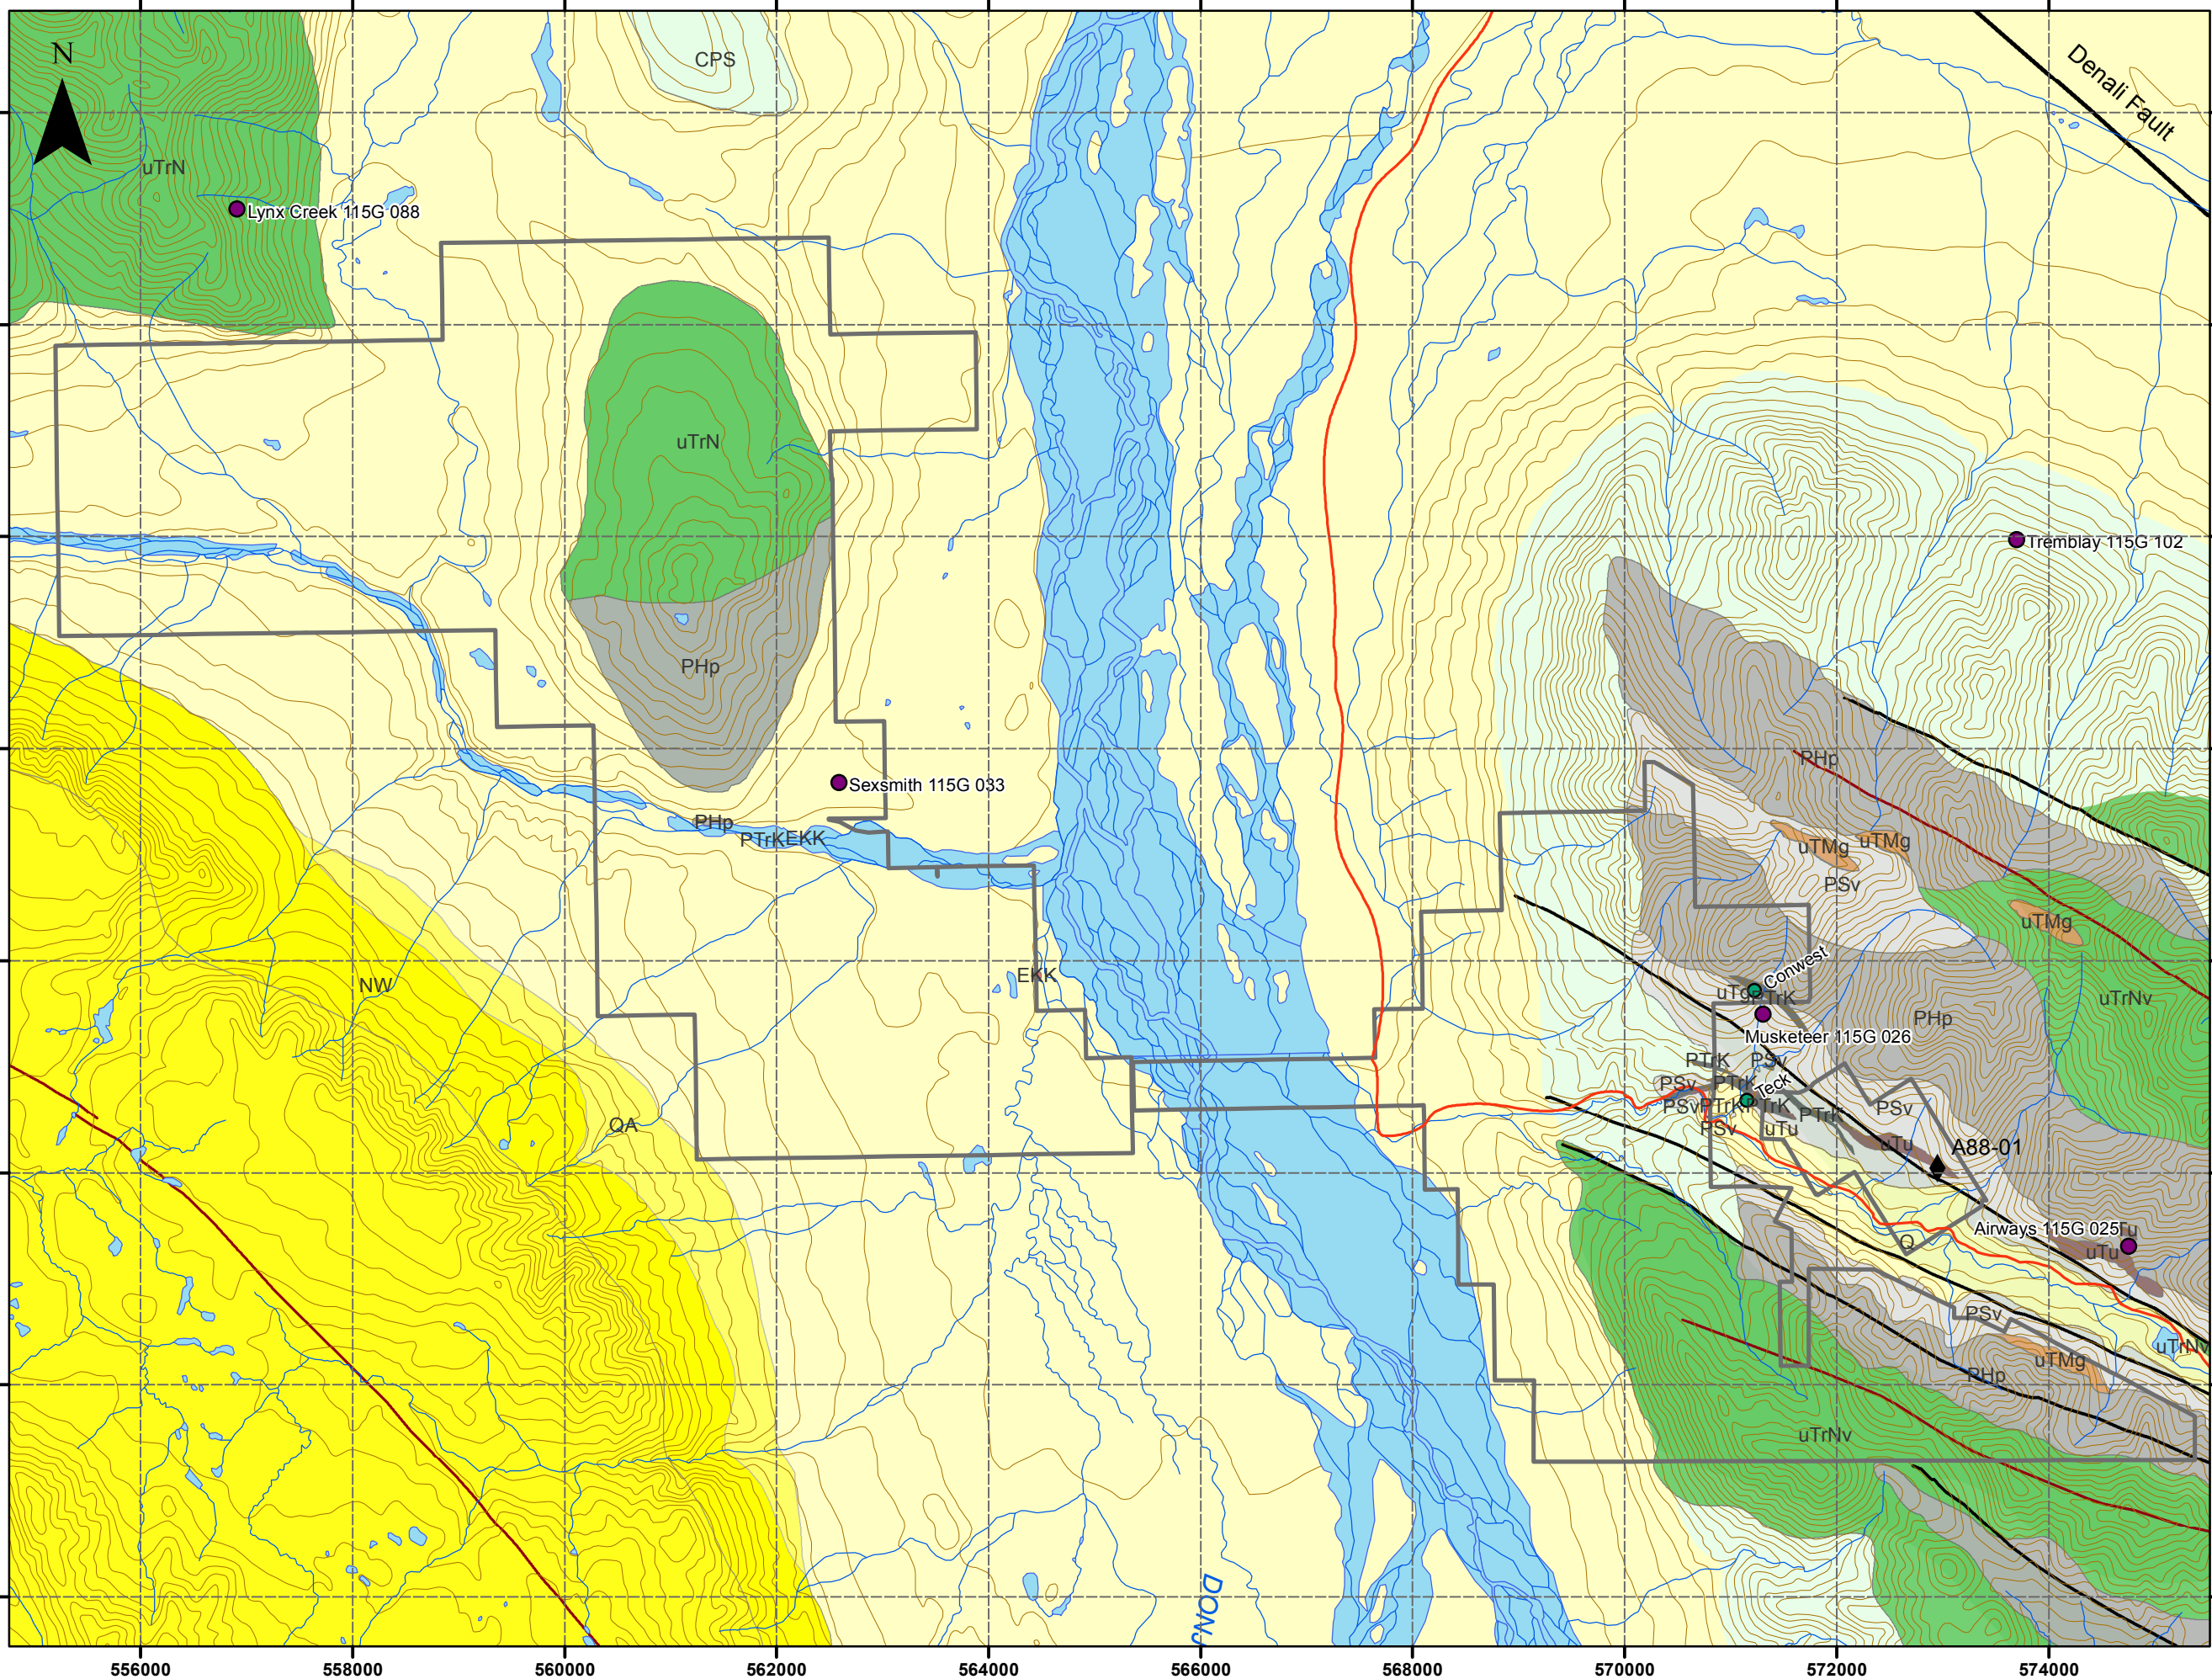 N
CPS
Denali Fault
uTrN
Lynx Creek 115G 088
uTrN
Tremblay 115G 102
PHp
PHp
Sexsmith 115G 033
PHp
PTrK
EKK
uTMg
uTMg
PSv
uTMg
EKK
NW
Conwest
uTg
PTrK
uTrNv
PHp
Musketeer 115G 026
PTrK
PSv
PSv
PTrK
Teck
PSv
PTrK
PTrK
PTrK
PSv
QA
PSv
uTu
uTu
A88-01
Airways 115G 025
Q
uTu
PSv
uTrNv
uTMg
PHp
uTrNv
DONJ
556000 558000 560000 562000 564000 566000 568000 570000 572000 574000